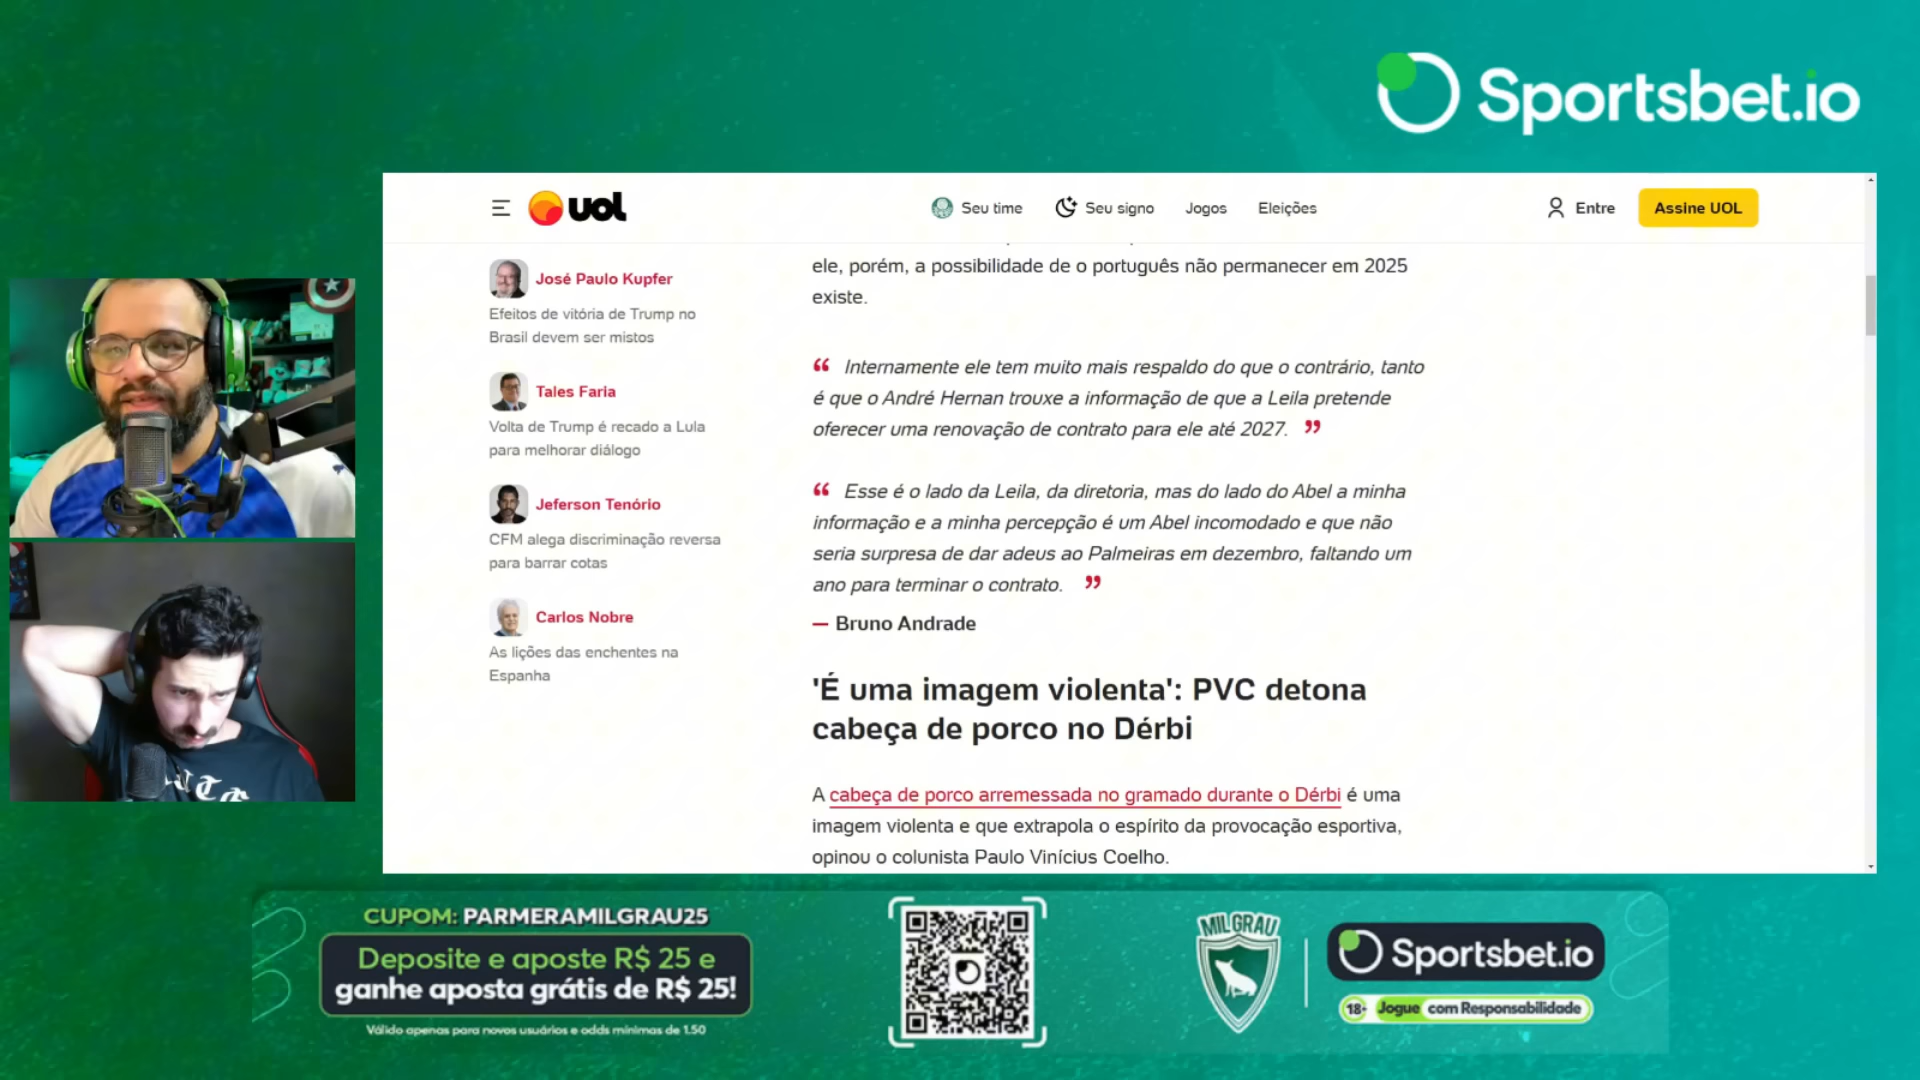 Sportsbet.io
UOL
Seu time
Seu signo
Jogos
Eleições
Entre
Assine UOL
José Paulo Kupfer
Efeitos de vitória de Trump no
Brasil devem ser mistos
Tales Faria
Volta de Trump é recado a Lula
para melhorar diálogo
Jeferson Tenório
CFM alega discriminação reversa
para barrar cotas
Carlos Nobre
As lições das enchentes na
Espanha
ele, porém, a possibilidade de o português não permanecer em 2025
existe.
“ Internamente ele tem muito mais respaldo do que o contrário, tanto
é que o André Hernan trouxe a informação de que a Leila pretende
oferecer uma renovação de contrato para ele até 2027. ”
“ Esse é o lado da Leila, da diretoria, mas do lado do Abel a minha
informação e a minha percepção é um Abel incomodado e que não
seria surpresa de dar adeus ao Palmeiras em dezembro, faltando um
ano para terminar o contrato. ”
— Bruno Andrade
'É uma imagem violenta': PVC detona
cabeça de porco no Dérbi
A cabeça de porco arremessada no gramado durante o Dérbi é uma
imagem violenta e que extrapola o espírito da provocação esportiva,
opinou o colunista Paulo Vinícius Coelho.
CUPOM: PARMERAMILGRAU25
Deposite e aposte R$ 25 e
ganhe aposta grátis de R$ 25!
Válido apenas para novos usuários e odds mínimas de 1.50
MIL GRAU
Sportsbet.io
18+ Jogue com Responsabilidade